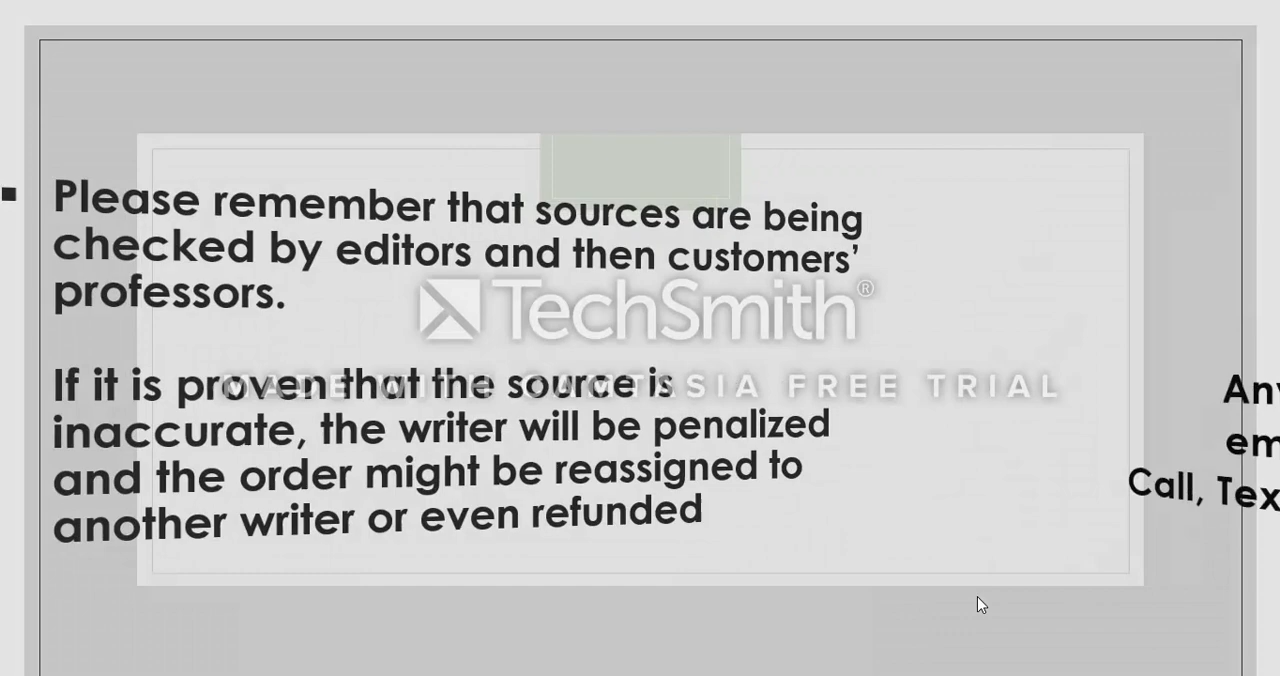 Please remember that sources are being
checked by editors and then customers’
professors.
TechSmith®
MADE WITH CAMTASIA FREE TRIAL
If it is proven that the source is
inaccurate, the writer will be penalized
and the order might be reassigned to
another writer or even refunded
Call,